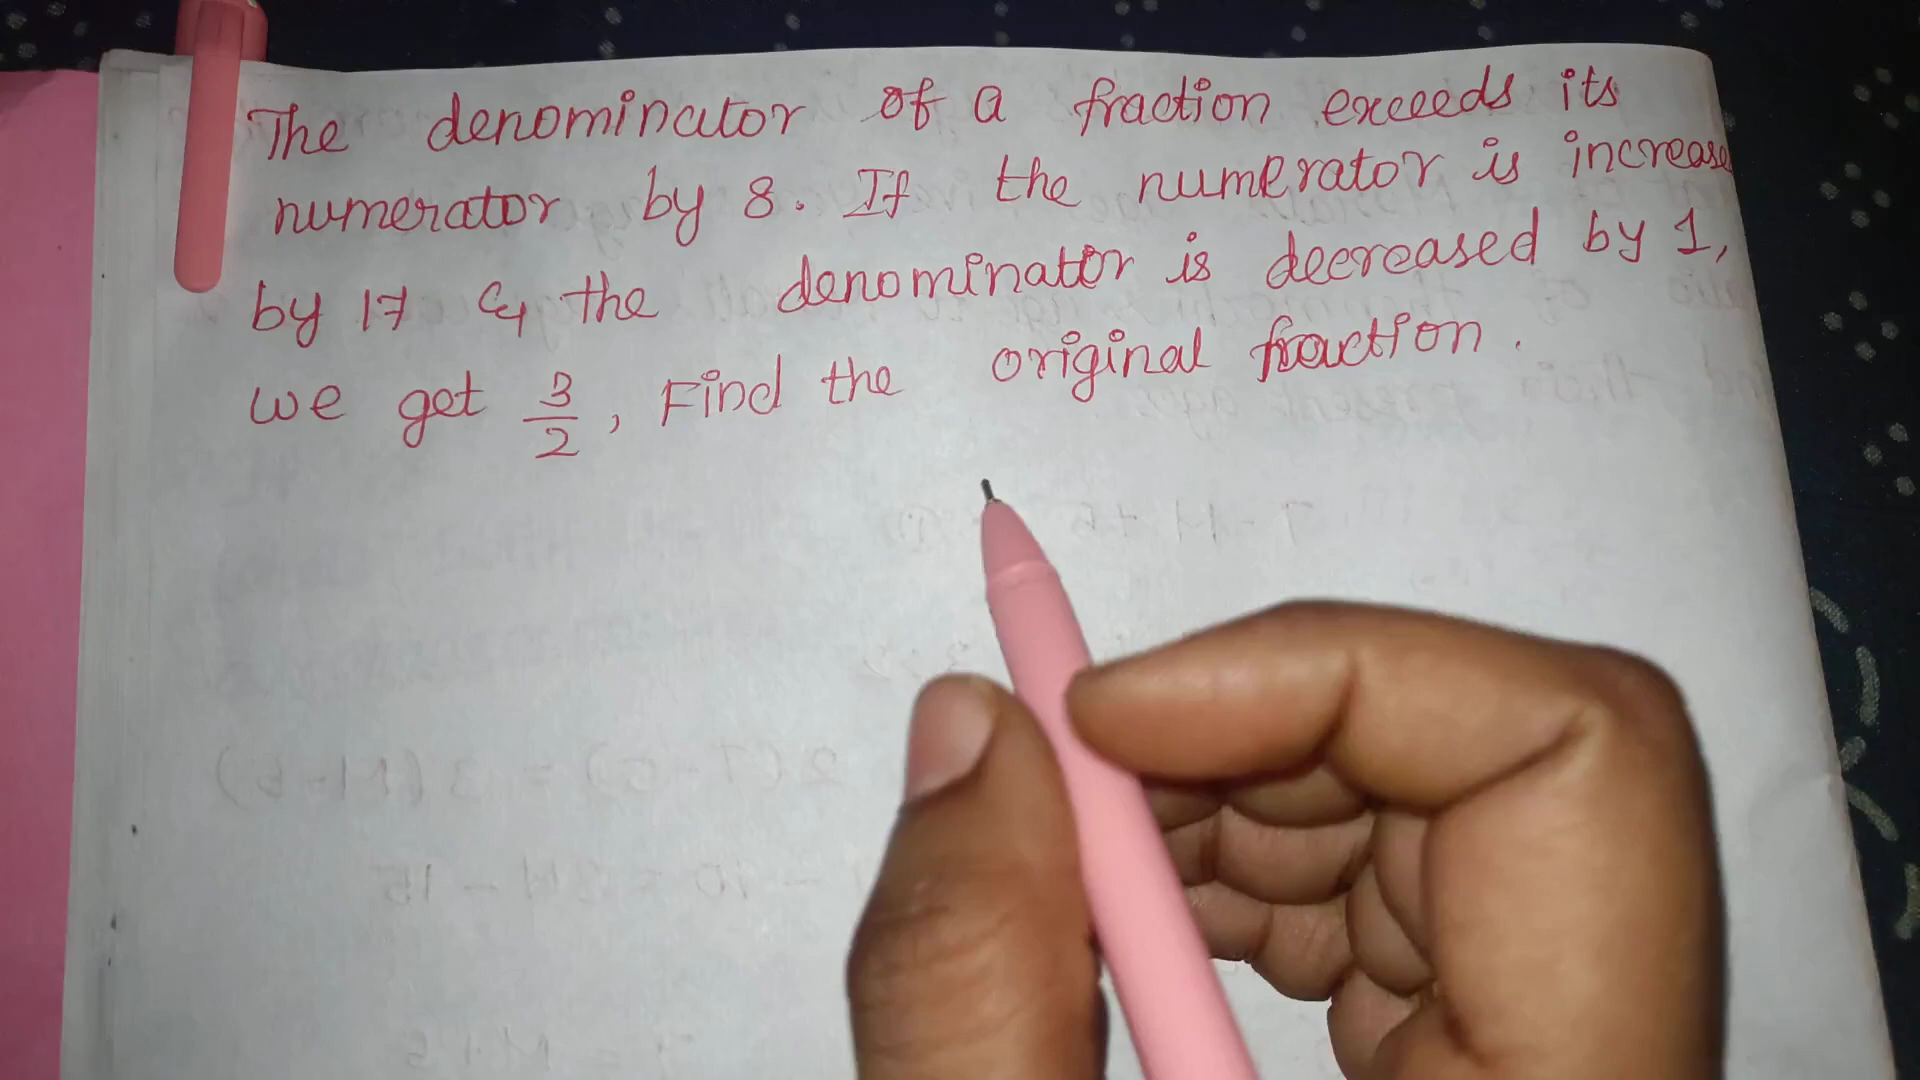 The denominator of a fraction exceeds its
numerator by 8. If the numerator is increase
by 17 & the denominator is decreased by 1,
we get 3/2, Find the original fraction.